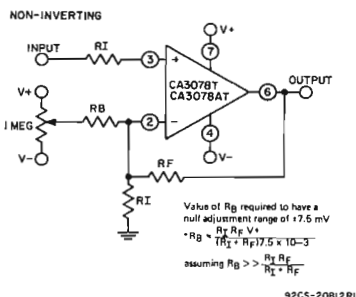 NON-INVERTING
V+
INPUT
RI
3
+
7
CA3078T
CA3078AT
6
OUTPUT
V+
1 MEG
RB
2
−
4
V−
V−
RF
RI
Value of RB required to have a
null adjustment range of ±7.5 mV
*RB = RI RF V+
(RI + RF) 7.5 x 10−3
assuming RB >> RI RF
RI + RF
92CS-20812R1